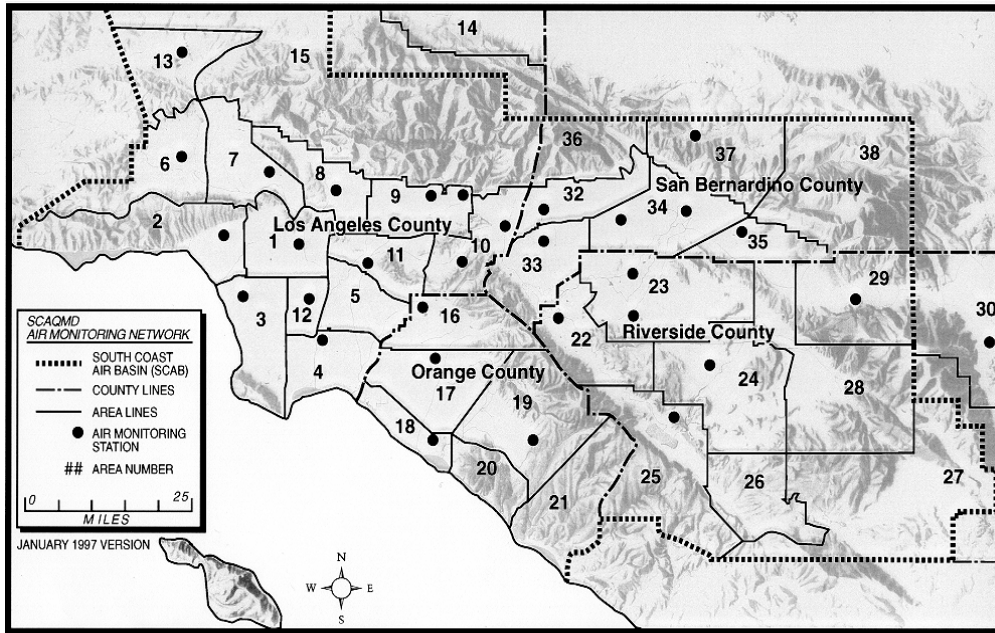 14
13
15
36
37
38
6
7
8
9
32
San Bernardino County
34
2
Los Angeles County
1
10
35
11
33
29
23
5
30
3
12
16
22
Riverside County
4
Orange County
24
28
17
19
18
20
25
26
27
21
SCAQMD
AIR MONITORING NETWORK
SOUTH COAST
AIR BASIN (SCAB)
COUNTY LINES
AREA LINES
AIR MONITORING
STATION
## AREA NUMBER
0 25
MILES
JANUARY 1997 VERSION
N
W E
S